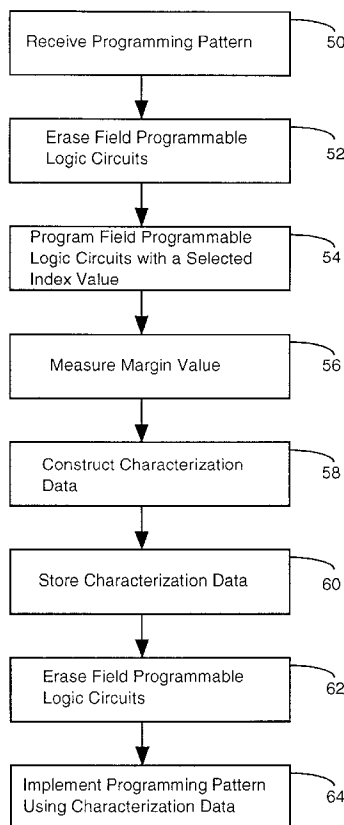 Receive Programming Pattern
50
Erase Field Programmable
Logic Circuits
52
Program Field Programmable
Logic Circuits with a Selected
Index Value
54
Measure Margin Value
56
Construct Characterization
Data
58
Store Characterization Data
60
Erase Field Programmable
Logic Circuits
62
Implement Programming Pattern
Using Characterization Data
64